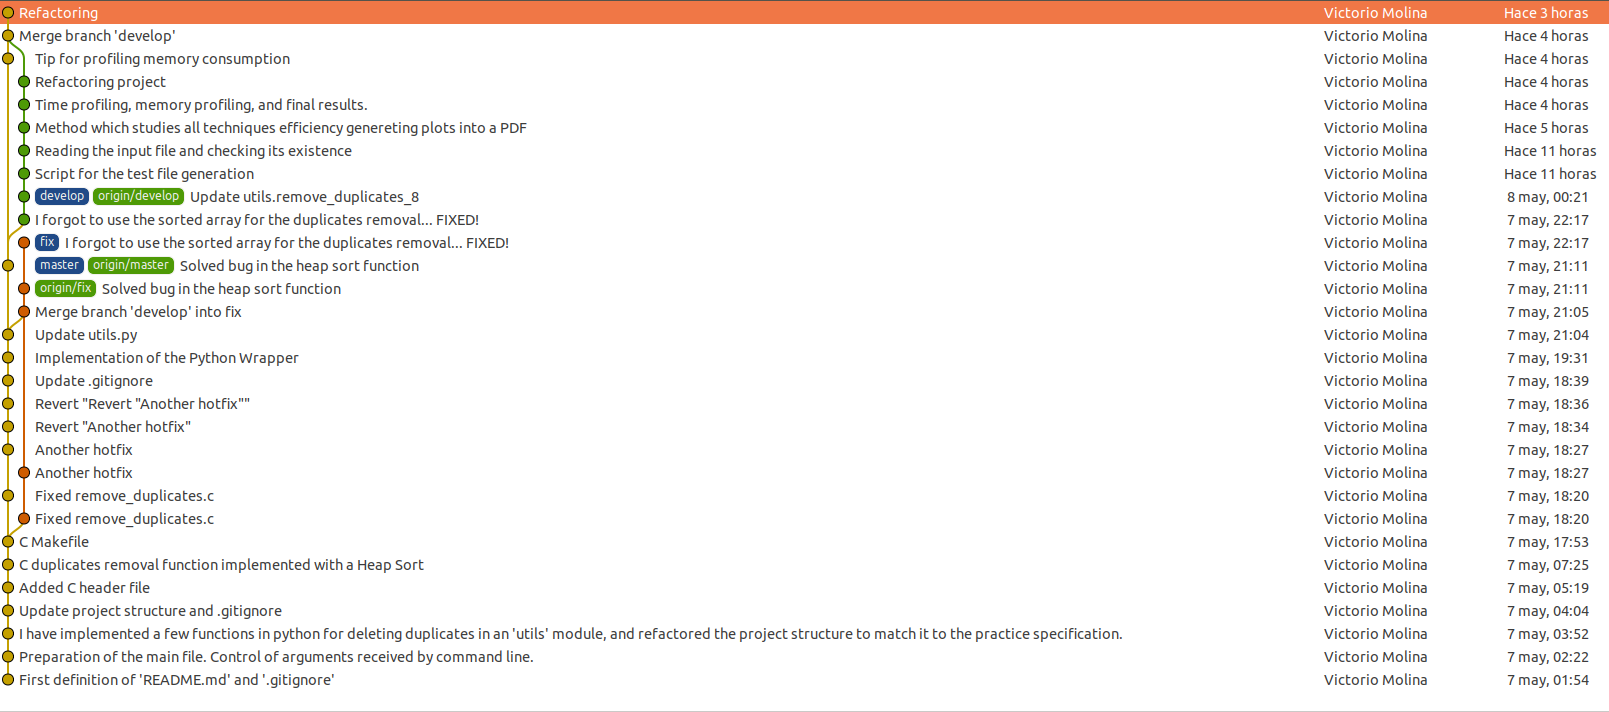 Refactoring Victorio Molina Hace 3 horas
Merge branch 'develop' Victorio Molina Hace 4 horas
Tip for profiling memory consumption Victorio Molina Hace 4 horas
Refactoring project Victorio Molina Hace 4 horas
Time profiling, memory profiling, and final results. Victorio Molina Hace 4 horas
Method which studies all techniques efficiency genereting plots into a PDF Victorio Molina Hace 5 horas
Reading the input file and checking its existence Victorio Molina Hace 11 horas
Script for the test file generation Victorio Molina Hace 11 horas
develop origin/develop Update utils.remove_duplicates_8 Victorio Molina 8 may, 00:21
I forgot to use the sorted array for the duplicates removal... FIXED! Victorio Molina 7 may, 22:17
fix I forgot to use the sorted array for the duplicates removal... FIXED! Victorio Molina 7 may, 22:17
master origin/master Solved bug in the heap sort function Victorio Molina 7 may, 21:11
origin/fix Solved bug in the heap sort function Victorio Molina 7 may, 21:11
Merge branch 'develop' into fix Victorio Molina 7 may, 21:05
Update utils.py Victorio Molina 7 may, 21:04
Implementation of the Python Wrapper Victorio Molina 7 may, 19:31
Update .gitignore Victorio Molina 7 may, 18:39
Revert "Revert "Another hotfix"" Victorio Molina 7 may, 18:36
Revert "Another hotfix" Victorio Molina 7 may, 18:34
Another hotfix Victorio Molina 7 may, 18:27
Another hotfix Victorio Molina 7 may, 18:27
Fixed remove_duplicates.c Victorio Molina 7 may, 18:20
Fixed remove_duplicates.c Victorio Molina 7 may, 18:20
C Makefile Victorio Molina 7 may, 17:53
C duplicates removal function implemented with a Heap Sort Victorio Molina 7 may, 07:25
Added C header file Victorio Molina 7 may, 05:19
Update project structure and .gitignore Victorio Molina 7 may, 04:04
I have implemented a few functions in python for deleting duplicates in an 'utils' module, and refactored the project structure to match it to the practice specification. Victorio Molina 7 may, 03:52
Preparation of the main file. Control of arguments received by command line. Victorio Molina 7 may, 02:22
First definition of 'README.md' and '.gitignore' Victorio Molina 7 may, 01:54